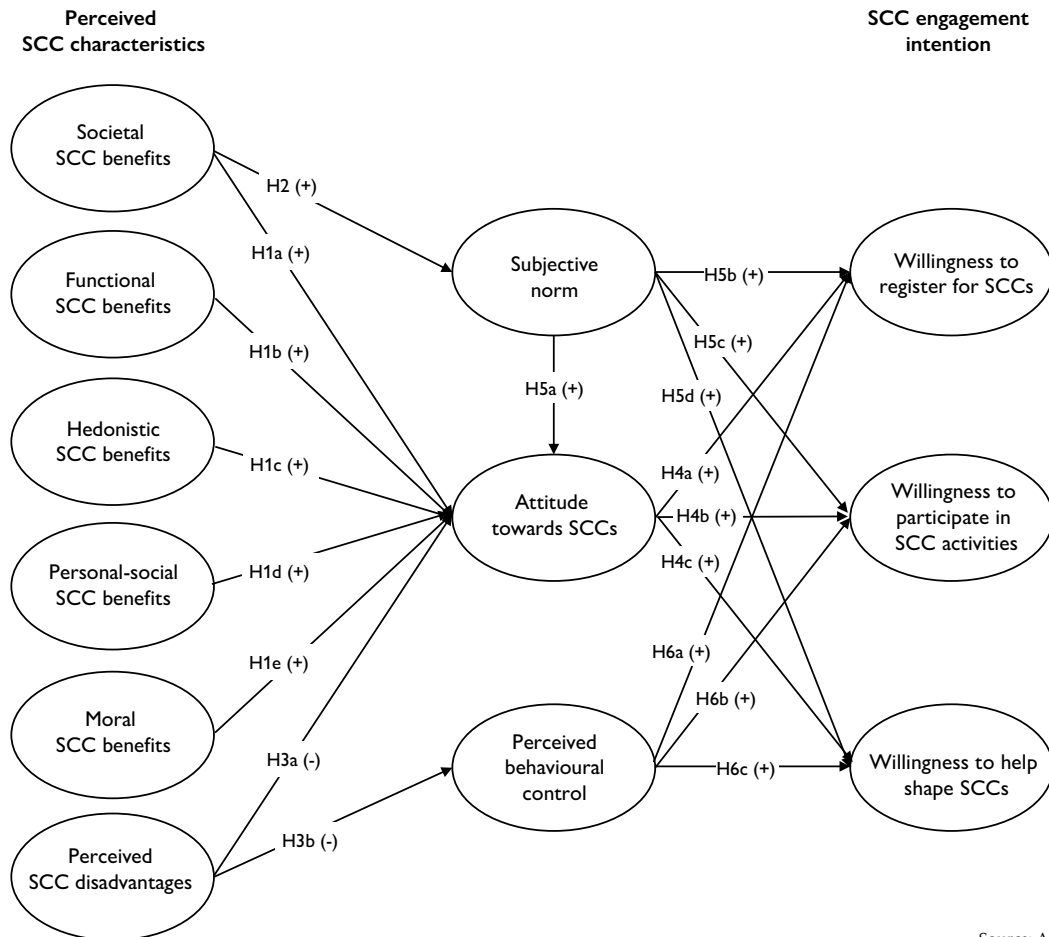 Perceived
SCC characteristics
SCC engagement
intention
Societal
SCC benefits
H2 (+)
H1a (+)
Functional
SCC benefits
Subjective
norm
H5b (+)
Willingness to
register for SCCs
H1b (+)
H5c (+)
H5a (+)
H5d (+)
Hedonistic
SCC benefits
H1c (+)
H4a (+)
Attitude
towards SCCs
H4b (+)
Willingness to
participate in
SCC activities
H4c (+)
Personal-social
SCC benefits
H1d (+)
H1e (+)
H6a (+)
H6b (+)
Moral
SCC benefits
H3a (-)
Perceived
behavioural
control
H6c (+)
Willingness to help
shape SCCs
H3b (-)
Perceived
SCC disadvantages
Source: A